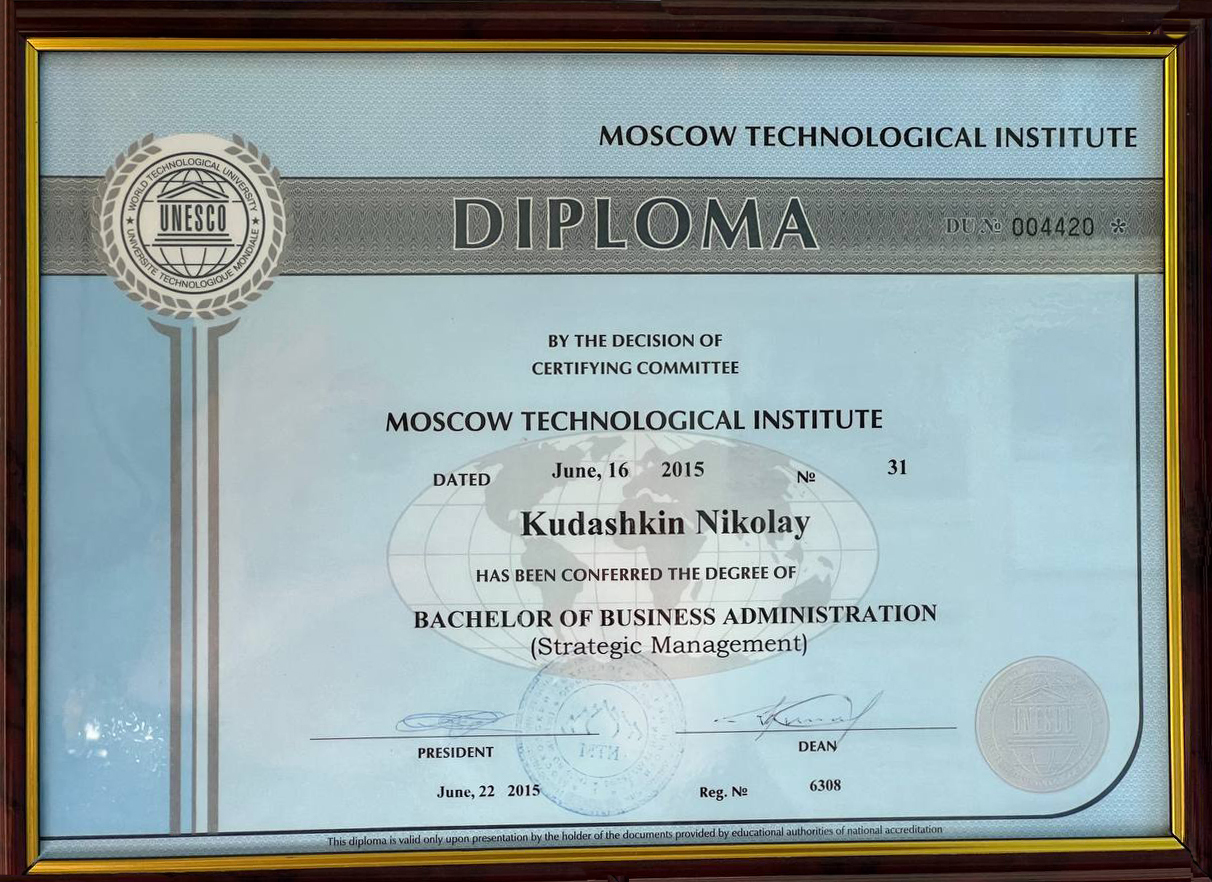 MOSCOW TECHNOLOGICAL INSTITUTE
WORLD TECHNOLOGICAL UNIVERSITY
UNESCO
UNIVERSITE TECHNOLOGIQUE MONDIALE
DIPLOMA
DU № 004420 *
BY THE DECISION OF
CERTIFYING COMMITTEE
MOSCOW TECHNOLOGICAL INSTITUTE
DATED June, 16 2015 № 31
Kudashkin Nikolay
HAS BEEN CONFERRED THE DEGREE OF
BACHELOR OF BUSINESS ADMINISTRATION
(Strategic Management)
UNESCO
PRESIDENT DEAN
June, 22 2015 Reg. № 6308
This diploma is valid only upon presentation by the holder of the documents provided by educational authorities of national accreditation